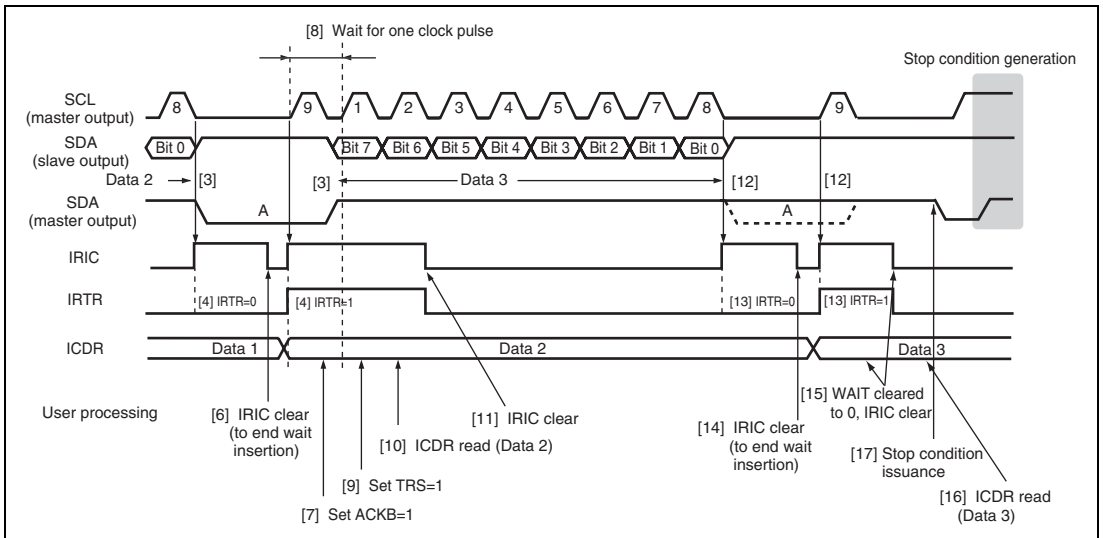 [8] Wait for one clock pulse
Stop condition generation
SCL
(master output)
8 9 1 2 3 4 5 6 7 8 9
SDA
(slave output)
Bit 0 Bit 7 Bit 6 Bit 5 Bit 4 Bit 3 Bit 2 Bit 1 Bit 0
Data 2 [3] [3] Data 3 [12] [12]
SDA
(master output)
A A
IRIC
IRTR
[4] IRTR=0 [4] IRTR=1 [13] IRTR=0 [13] IRTR=1
ICDR
Data 1 Data 2 Data 3
User processing
[6] IRIC clear
(to end wait
insertion)
[7] Set ACKB=1
[9] Set TRS=1
[10] ICDR read (Data 2)
[11] IRIC clear
[14] IRIC clear
(to end wait
insertion)
[15] WAIT cleared
to 0, IRIC clear
[17] Stop condition
issuance
[16] ICDR read
(Data 3)